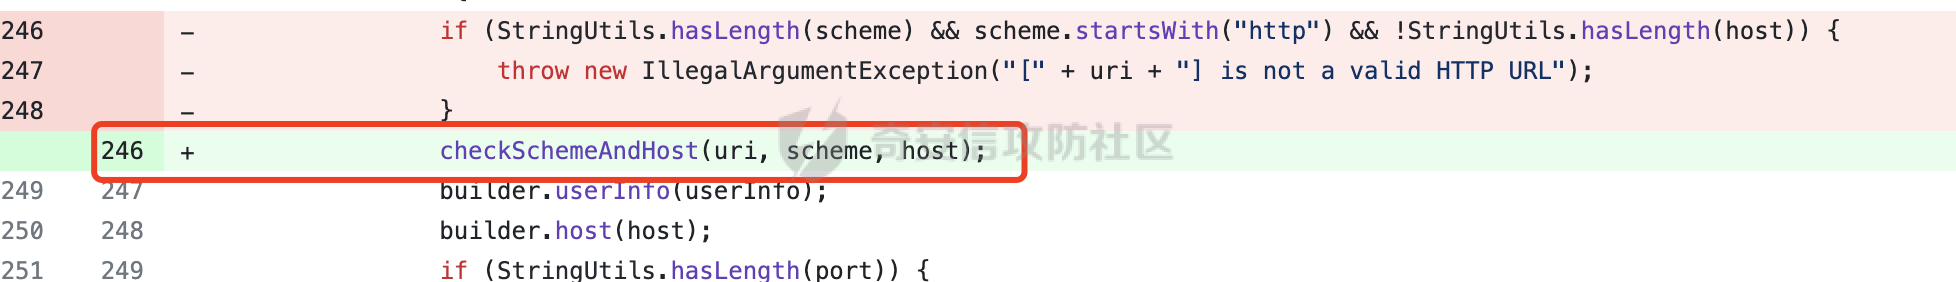 246 - if (StringUtils.hasLength(scheme) && scheme.startsWith("http") && !StringUtils.hasLength(host)) {
247 - throw new IllegalArgumentException("[" + uri + "] is not a valid HTTP URL");
248 - }
246 + checkSchemeAndHost(uri, scheme, host);
奇安信攻防社区
249 247 builder.userInfo(userInfo);
250 248 builder.host(host);
251 249 if (StringUtils.hasLength(port)) {